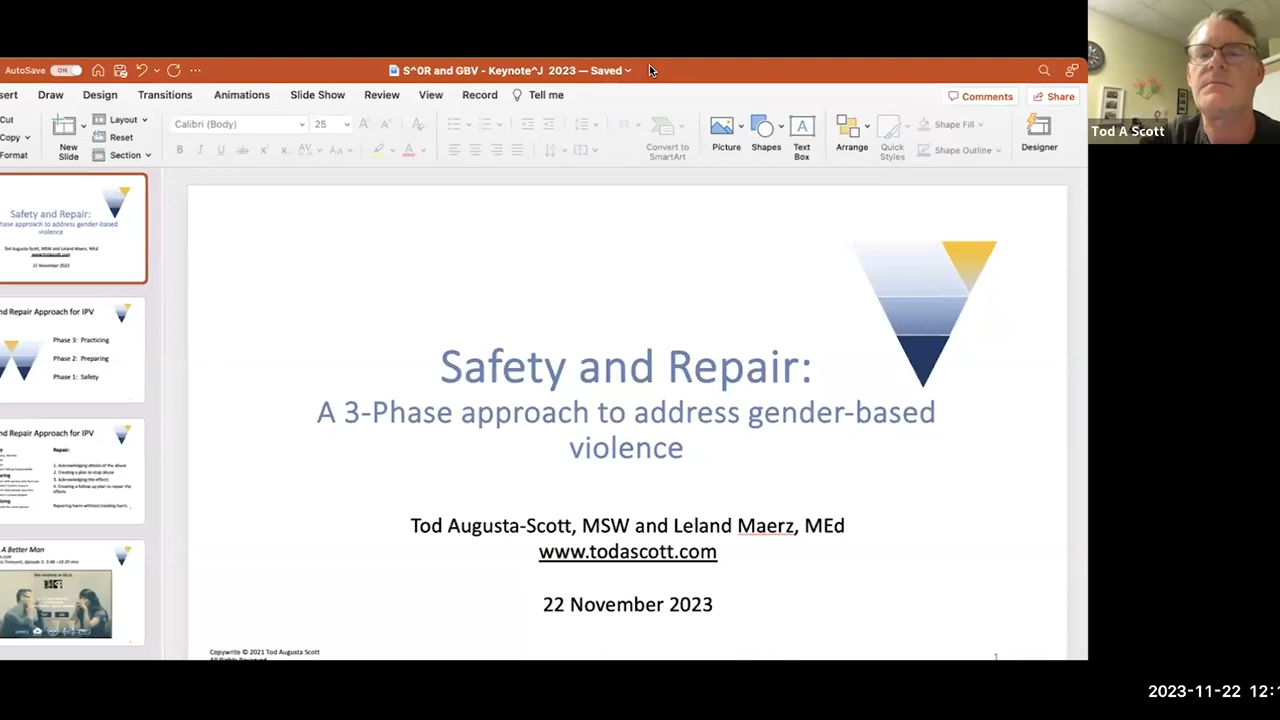 AutoSave
ON
S^0R and GBV - Keynote^J 2023 — Saved
sert Draw Design Transitions Animations Slide Show Review View Record Tell me
Comments Share
Cut
Copy
Format
New
Slide
Layout
Reset
Section
Calibri (Body) 25
Convert to
SmartArt
Picture Shapes Text
Box
Arrange Quick
Styles
Shape Fill
Shape Outline
Designer
Tod A Scott
Safety and Repair:
hase approach to address gender-based
violence
Tod Augusta-Scott, MSW and Leland Maerz, MEd
www.todascott.com
22 November 2023
nd Repair Approach for IPV
Phase 3: Practicing
Phase 2: Preparing
Phase 1: Safety
nd Repair Approach for IPV
Repair:
1. Acknowledging details of the abuse
2. Creating a plan to stop abuse
3. Acknowledging the effects
4. Creating a follow up plan to repair the
effects
Repairing harm without creating harm.
A Better Man
Safety and Repair:
A 3-Phase approach to address gender-based
violence
Tod Augusta-Scott, MSW and Leland Maerz, MEd
www.todascott.com
22 November 2023
Copywrite © 2021 Tod Augusta Scott
All Rights Reserved
1
2023-11-22 12: